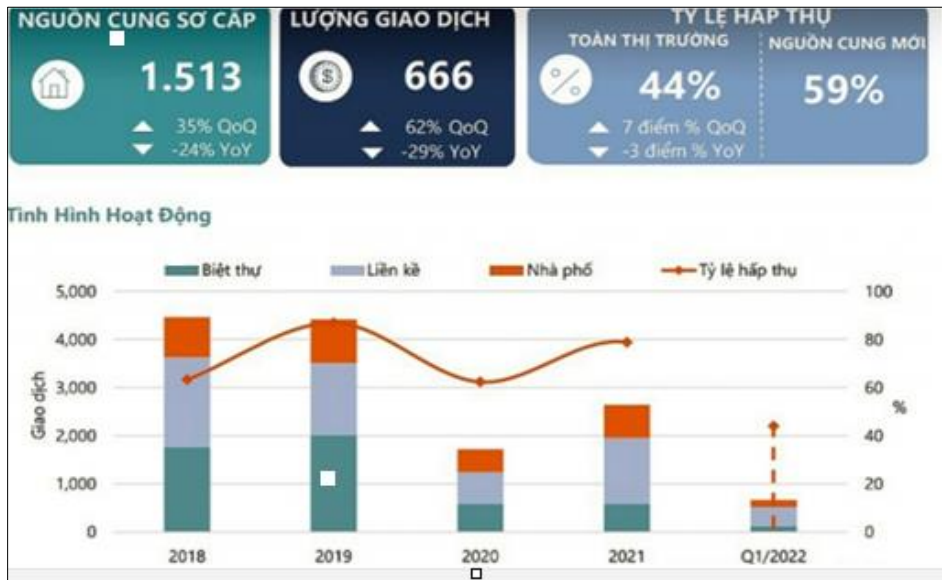 NGUỒN CUNG SƠ CẤP
1.513
35% QoQ
-24% YoY
LƯỢNG GIAO DỊCH
666
62% QoQ
-29% YoY
TỶ LỆ HẤP THỤ
TOÀN THỊ TRƯỜNG
44%
7 điểm % QoQ
-3 điểm % YoY
NGUỒN CUNG MỚI
59%
Tình Hình Hoạt Động
Biệt thự Liền kề Nhà phố Tỷ lệ hấp thụ
Giao dịch
5,000
4,000
3,000
2,000
1,000
0
100
80
60
40
20
0
%
2018 2019 2020 2021 Q1/2022